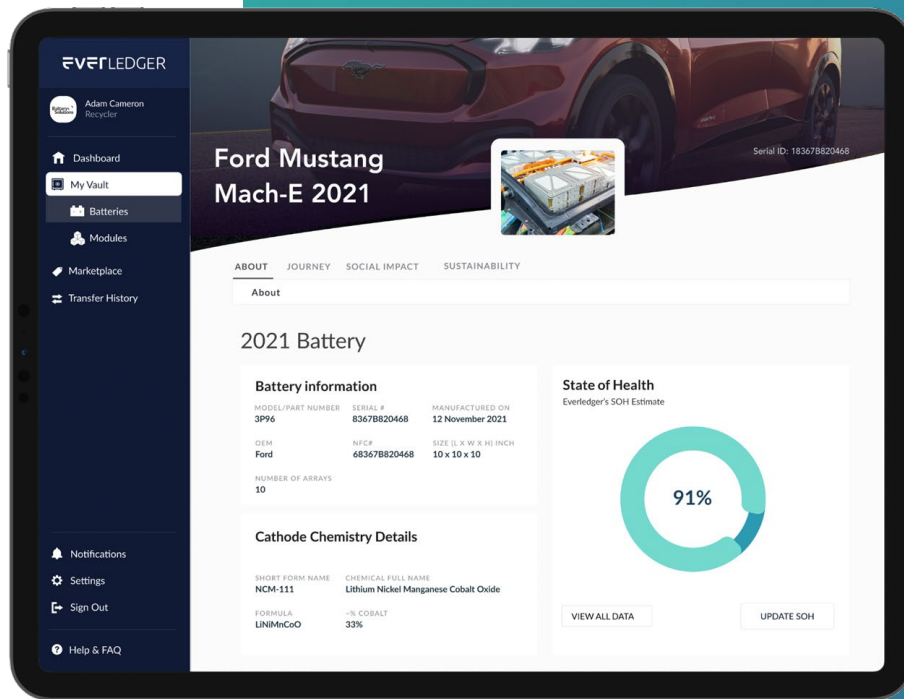 EVERLEDGER
Adam Cameron
Recycler
Dashboard
My Vault
Batteries
Modules
Marketplace
Transfer History
Notifications
Settings
Sign Out
Help & FAQ
Ford Mustang
Mach-E 2021
Serial ID: 18367B820468
ABOUT JOURNEY SOCIAL IMPACT SUSTAINABILITY
About
2021 Battery
Battery information
MODEL/PART NUMBER SERIAL # MANUFACTURED ON
3P96 8367B820468 12 November 2021
OEM NFC# SIZE (L X W X H) INCH
Ford 68367B820468 10 x 10 x 10
NUMBER OF ARRAYS
10
Cathode Chemistry Details
SHORT FORM NAME CHEMICAL FULL NAME
NCM-111 Lithium Nickel Manganese Cobalt Oxide
FORMULA ~% COBALT
LiNiMnCoO 33%
State of Health
Everledger's SOH Estimate
91%
VIEW ALL DATA UPDATE SOH